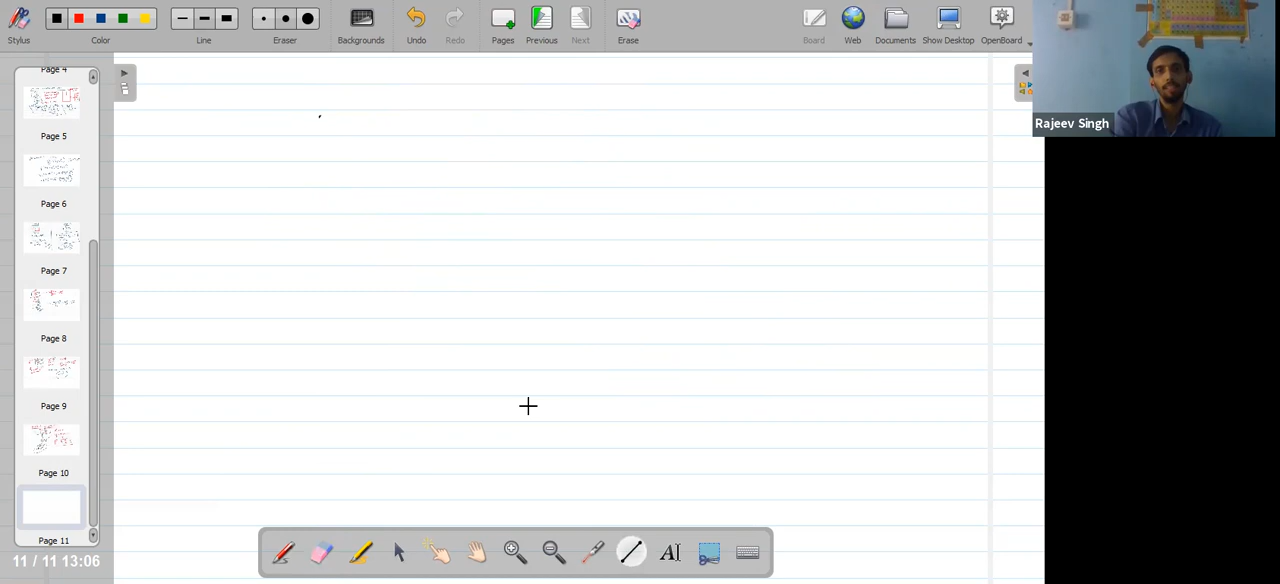 Stylus
Color
Line
Eraser
Backgrounds
Undo
Redo
Pages
Previous
Next
Erase
Board
Web
Documents
Show Desktop
OpenBoard
Rajeev Singh
Page 4
Page 5
Page 6
Page 7
Page 8
Page 9
Page 10
Page 11
11 / 11 13:06
AI